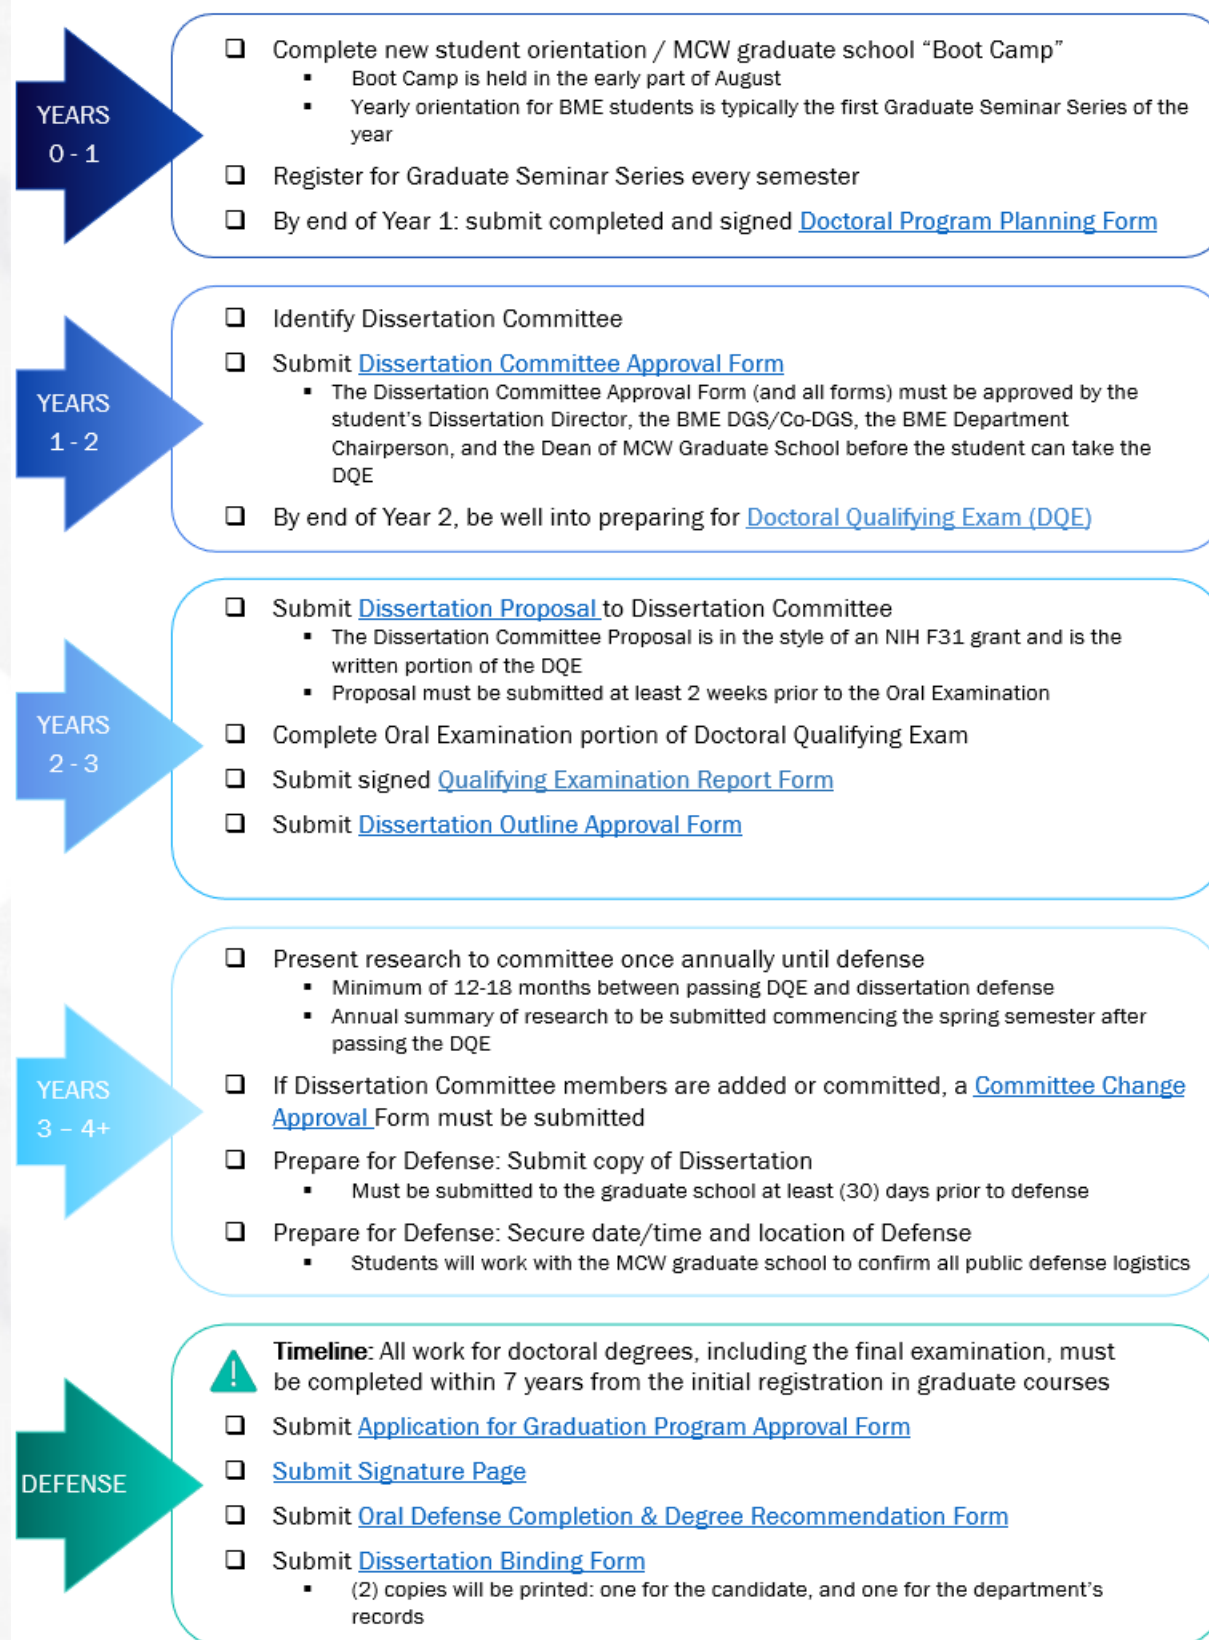 YEARS
0 - 1
Complete new student orientation / MCW graduate school “Boot Camp”
Boot Camp is held in the early part of August
Yearly orientation for BME students is typically the first Graduate Seminar Series of the
year
Register for Graduate Seminar Series every semester
By end of Year 1: submit completed and signed Doctoral Program Planning Form
YEARS
1 - 2
Identify Dissertation Committee
Submit Dissertation Committee Approval Form
The Dissertation Committee Approval Form (and all forms) must be approved by the
student’s Dissertation Director, the BME DGS/Co-DGS, the BME Department
Chairperson, and the Dean of MCW Graduate School before the student can take the
DQE
By end of Year 2, be well into preparing for Doctoral Qualifying Exam (DQE)
YEARS
2 - 3
Submit Dissertation Proposal to Dissertation Committee
The Dissertation Committee Proposal is in the style of an NIH F31 grant and is the
written portion of the DQE
Proposal must be submitted at least 2 weeks prior to the Oral Examination
Complete Oral Examination portion of Doctoral Qualifying Exam
Submit signed Qualifying Examination Report Form
Submit Dissertation Outline Approval Form
YEARS
3 – 4+
Present research to committee once annually until defense
Minimum of 12-18 months between passing DQE and dissertation defense
Annual summary of research to be submitted commencing the spring semester after
passing the DQE
If Dissertation Committee members are added or committed, a Committee Change
Approval Form must be submitted
Prepare for Defense: Submit copy of Dissertation
Must be submitted to the graduate school at least (30) days prior to defense
Prepare for Defense: Secure date/time and location of Defense
Students will work with the MCW graduate school to confirm all public defense logistics
DEFENSE
Timeline: All work for doctoral degrees, including the final examination, must
be completed within 7 years from the initial registration in graduate courses
Submit Application for Graduation Program Approval Form
Submit Signature Page
Submit Oral Defense Completion & Degree Recommendation Form
Submit Dissertation Binding Form
(2) copies will be printed: one for the candidate, and one for the department’s
records